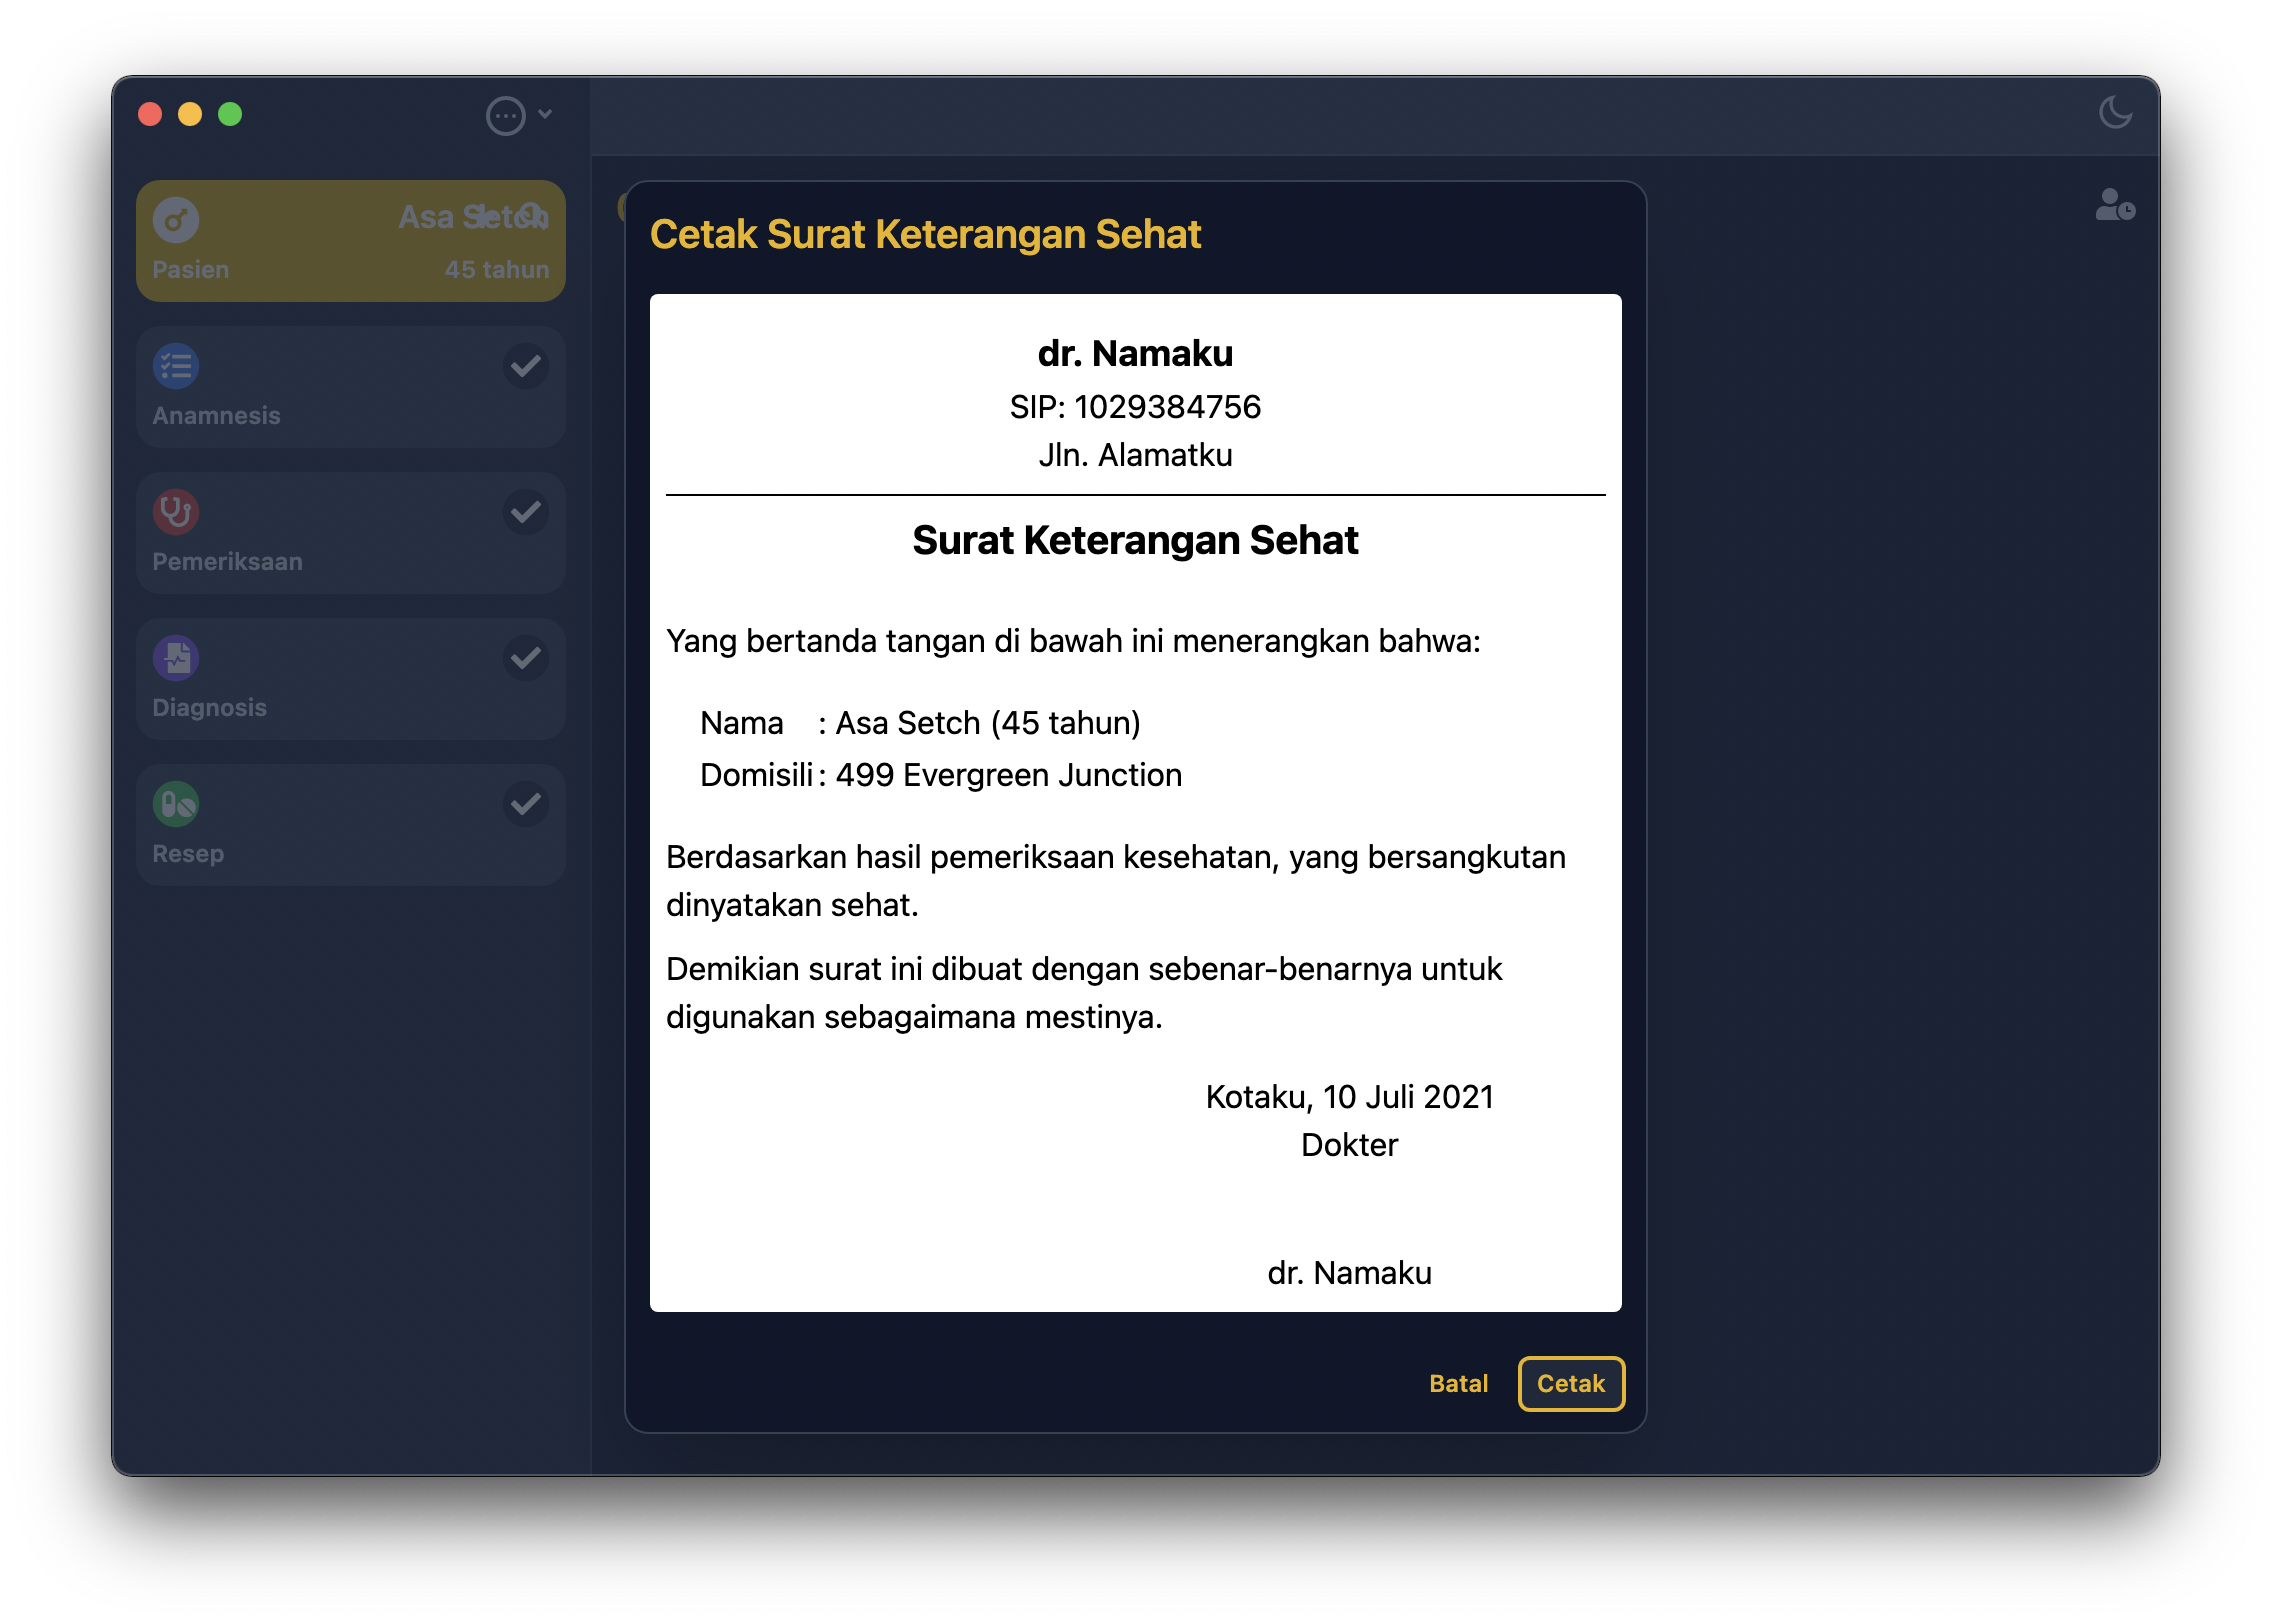 Asa Setch
Pasien
45 tahun
Anamnesis
Pemeriksaan
Diagnosis
Resep
Cetak Surat Keterangan Sehat
dr. Namaku
SIP: 1029384756
Jln. Alamatku
Surat Keterangan Sehat
Yang bertanda tangan di bawah ini menerangkan bahwa:
Nama : Asa Setch (45 tahun)
Domisili : 499 Evergreen Junction
Berdasarkan hasil pemeriksaan kesehatan, yang bersangkutan
dinyatakan sehat.
Demikian surat ini dibuat dengan sebenar-benarnya untuk
digunakan sebagaimana mestinya.
Kotaku, 10 Juli 2021
Dokter
dr. Namaku
Batal
Cetak